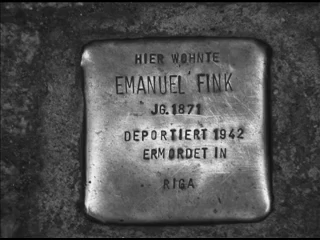 HIER WOHNTE
EMANUEL FINK
JG. 1871
DEPORTIERT 1942
ERMORDET IN
RIGA